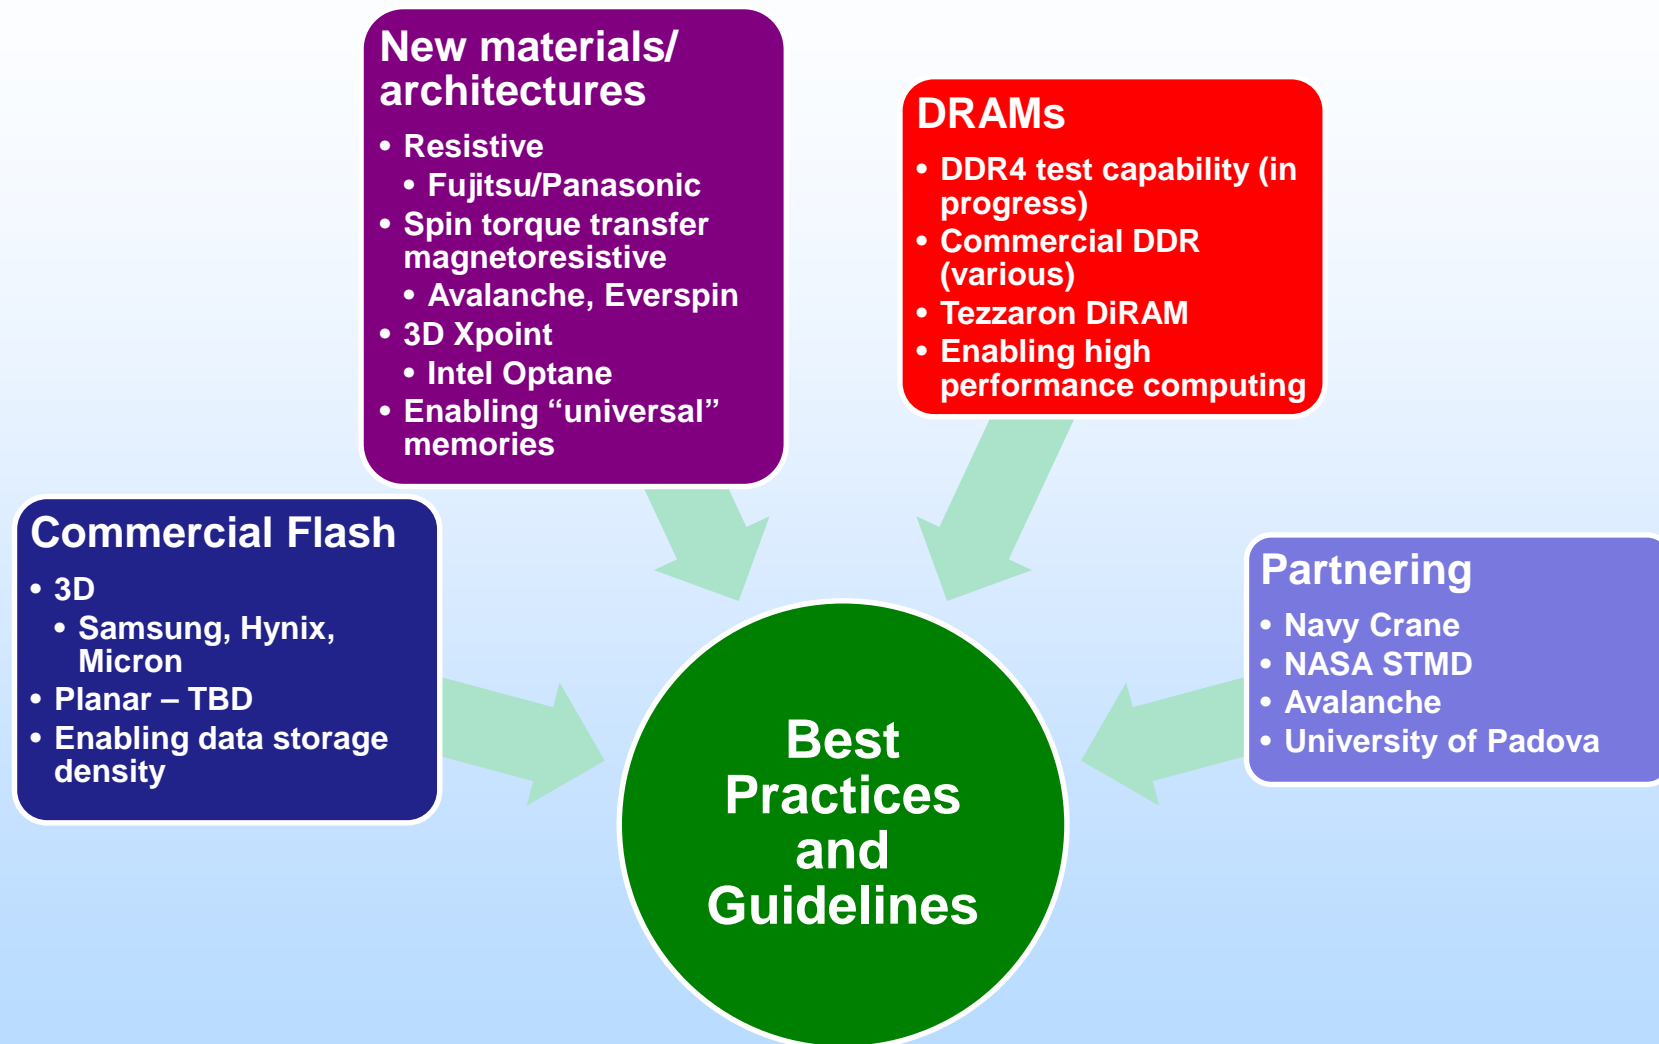 New materials/
architectures
• Resistive
• Fujitsu/Panasonic
• Spin torque transfer
magnetoresistive
• Avalanche, Everspin
• 3D Xpoint
• Intel Optane
• Enabling “universal”
memories
DRAMs
• DDR4 test capability (in
progress)
• Commercial DDR
(various)
• Tezzaron DiRAM
• Enabling high
performance computing
Commercial Flash
• 3D
• Samsung, Hynix,
Micron
• Planar – TBD
• Enabling data storage
density
Partnering
• Navy Crane
• NASA STMD
• Avalanche
• University of Padova
Best
Practices
and
Guidelines